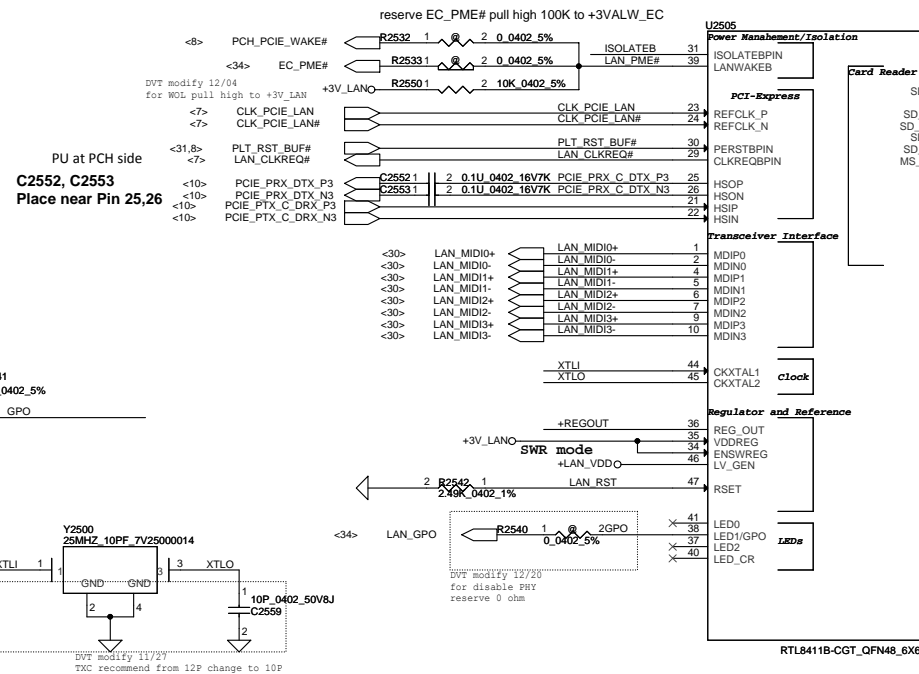 reserve EC_PME# pull high 100K to +3VALW_EC
U2505
Power Manahement/Isolation
<8> PCH_PCIE_WAKE# R2532 1 @ 2 0_0402_5%
ISOLATEB 31 ISOLATEBPIN
<34> EC_PME# R2533 1 @ 2 0_0402_5% LAN_PME# 39 LANWAKEB
Card Reader
DVT modify 12/04
for WOL pull high to +3V_LAN
+3V_LAN R2550 1 2 10K_0402_5%
PCI-Express
<7> CLK_PCIE_LAN CLK_PCIE_LAN 23 REFCLK_P
<7> CLK_PCIE_LAN# CLK_PCIE_LAN# 24 REFCLK_N
<31,8> PLT_RST_BUF# PLT_RST_BUF# 30 PERSTBPIN
<7> LAN_CLKREQ# LAN_CLKREQ# 29 CLKREQBPIN
PU at PCH side
C2552, C2553
Place near Pin 25,26
<10> PCIE_PRX_DTX_P3 C2552 1 2 0.1U_0402_16V7K PCIE_PRX_C_DTX_P3 25 HSOP
<10> PCIE_PRX_DTX_N3 C2553 1 2 0.1U_0402_16V7K PCIE_PRX_C_DTX_N3 26 HSON
<10> PCIE_PTX_C_DRX_P3 21 HSIP
<10> PCIE_PTX_C_DRX_N3 22 HSIN
Transceiver Interface
<30> LAN_MIDI0+ LAN_MIDI0+ 1 MDIP0
<30> LAN_MIDI0- LAN_MIDI0- 2 MDIN0
<30> LAN_MIDI1+ LAN_MIDI1+ 4 MDIP1
<30> LAN_MIDI1- LAN_MIDI1- 5 MDIN1
<30> LAN_MIDI2+ LAN_MIDI2+ 6 MDIP2
<30> LAN_MIDI2- LAN_MIDI2- 7 MDIN2
<30> LAN_MIDI3+ LAN_MIDI3+ 9 MDIP3
<30> LAN_MIDI3- LAN_MIDI3- 10 MDIN3
XTLI 44 CKXTAL1
XTLO 45 CKXTAL2
Clock
_0402_5%
GPO
Regulator and Reference
+REGOUT 36 REG_OUT
+3V_LAN 35 VDDREG
SWR mode 34 ENSWREG
+LAN_VDD 46 LV_GEN
2 R2542 1 LAN_RST 47 RSET
2.49K_0402_1%
41 LED0
<34> LAN_GPO R2540 1 @ 2 GPO 38 LED1/GPO
0_0402_5%
37 LED2
40 LED_CR
LEDs
DVT modify 12/20
for disable PHY
reserve 0 ohm
Y2500
25MHZ_10PF_7V25000014
XTLI 1 1 3 3 XTLO
GND GND
2 4
1
10P_0402_50V8J
C2559
2
DVT modify 11/27
TXC recommend from 12P change to 10P
RTL8411B-CGT_QFN48_6X6